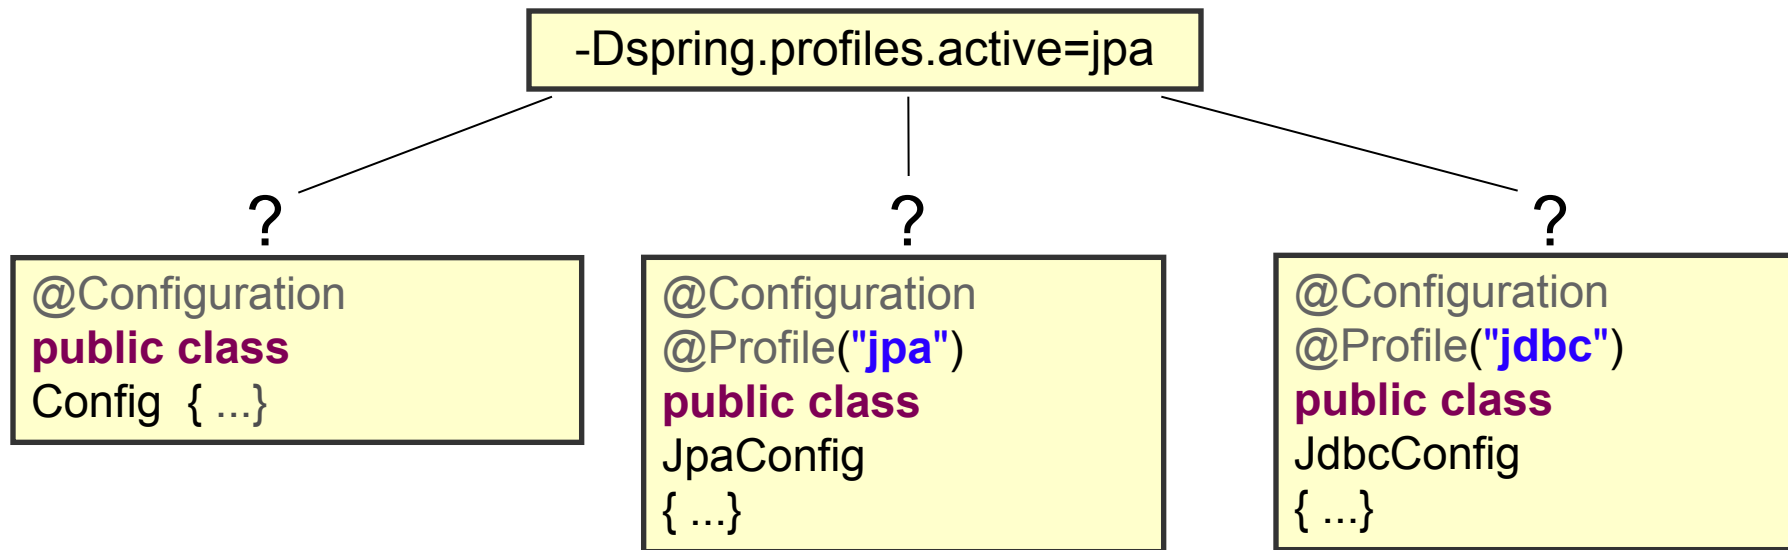 -Dspring.profiles.active=jpa
?
?
?
@Configuration
public class
Config { ...}
@Configuration
@Profile("jpa")
public class
JpaConfig
{ ...}
@Configuration
@Profile("jdbc")
public class
JdbcConfig
{ ...}